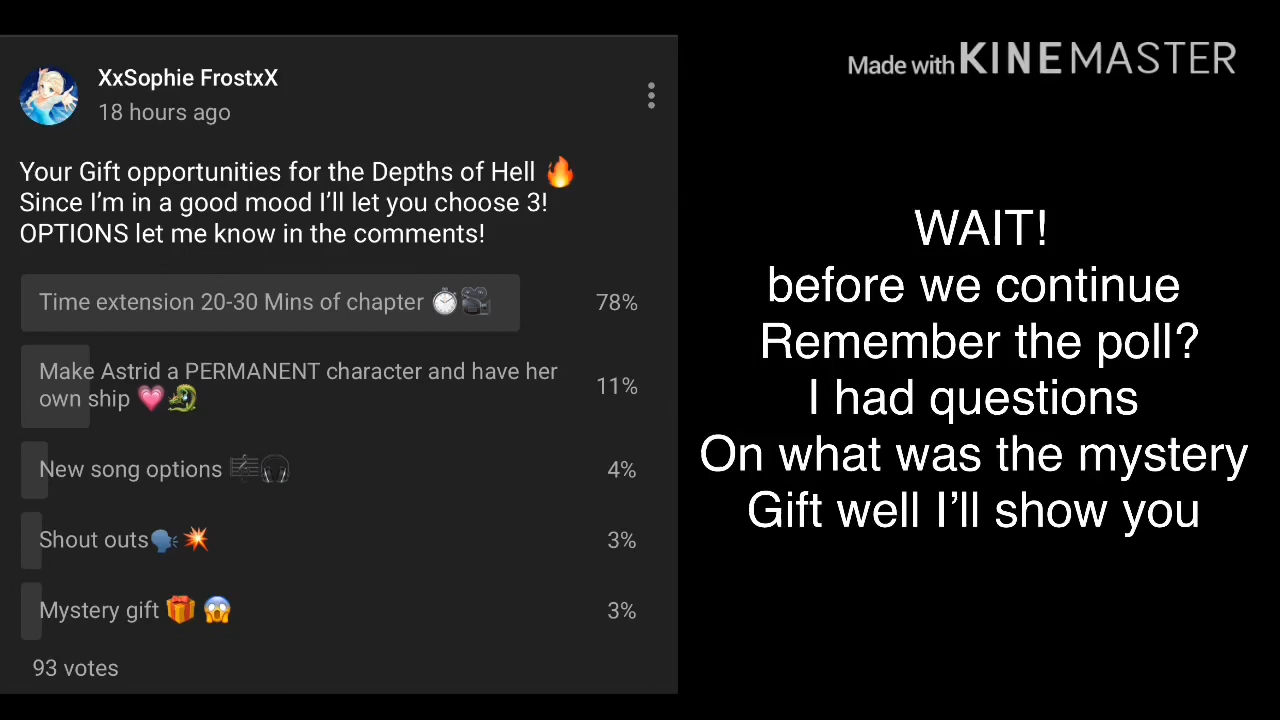 XxSophie FrostxX
18 hours ago
Your Gift opportunities for the Depths of Hell 🔥
Since I'm in a good mood I'll let you choose 3!
OPTIONS let me know in the comments!
Time extension 20-30 Mins of chapter ⏱🎥 78%
Make Astrid a PERMANENT character and have her
own ship 💗🐉 11%
New song options 🎼🎧 4%
Shout outs🗣💥 3%
Mystery gift 🎁 😱 3%
93 votes
Made with KINEMASTER
WAIT!
before we continue
Remember the poll?
I had questions
On what was the mystery
Gift well I'll show you